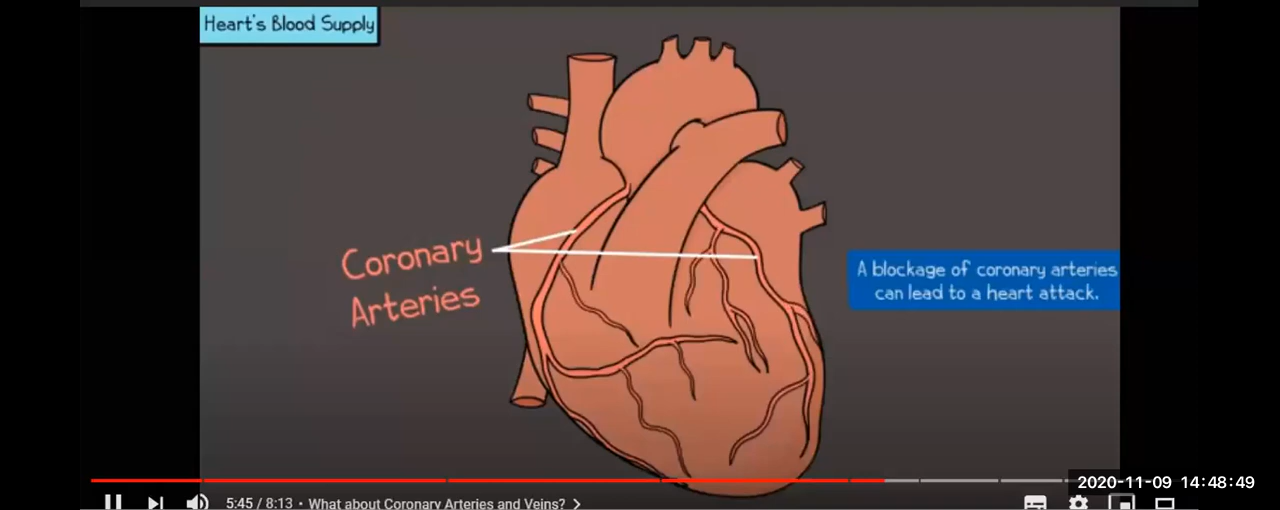 Heart's Blood Supply
Coronary
Arteries
A blockage of coronary arteries
can lead to a heart attack.
2020-11-09 14:48:49
5:45 / 8:13 • What about Coronary Arteries and Veins?